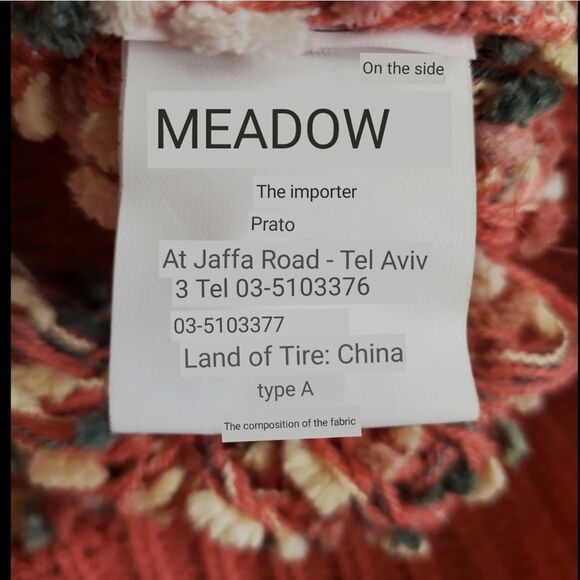 On the side
MEADOW
The importer
Prato
At Jaffa Road - Tel Aviv
3 Tel 03-5103376
03-5103377
Land of Tire: China
type A
The composition of the fabric